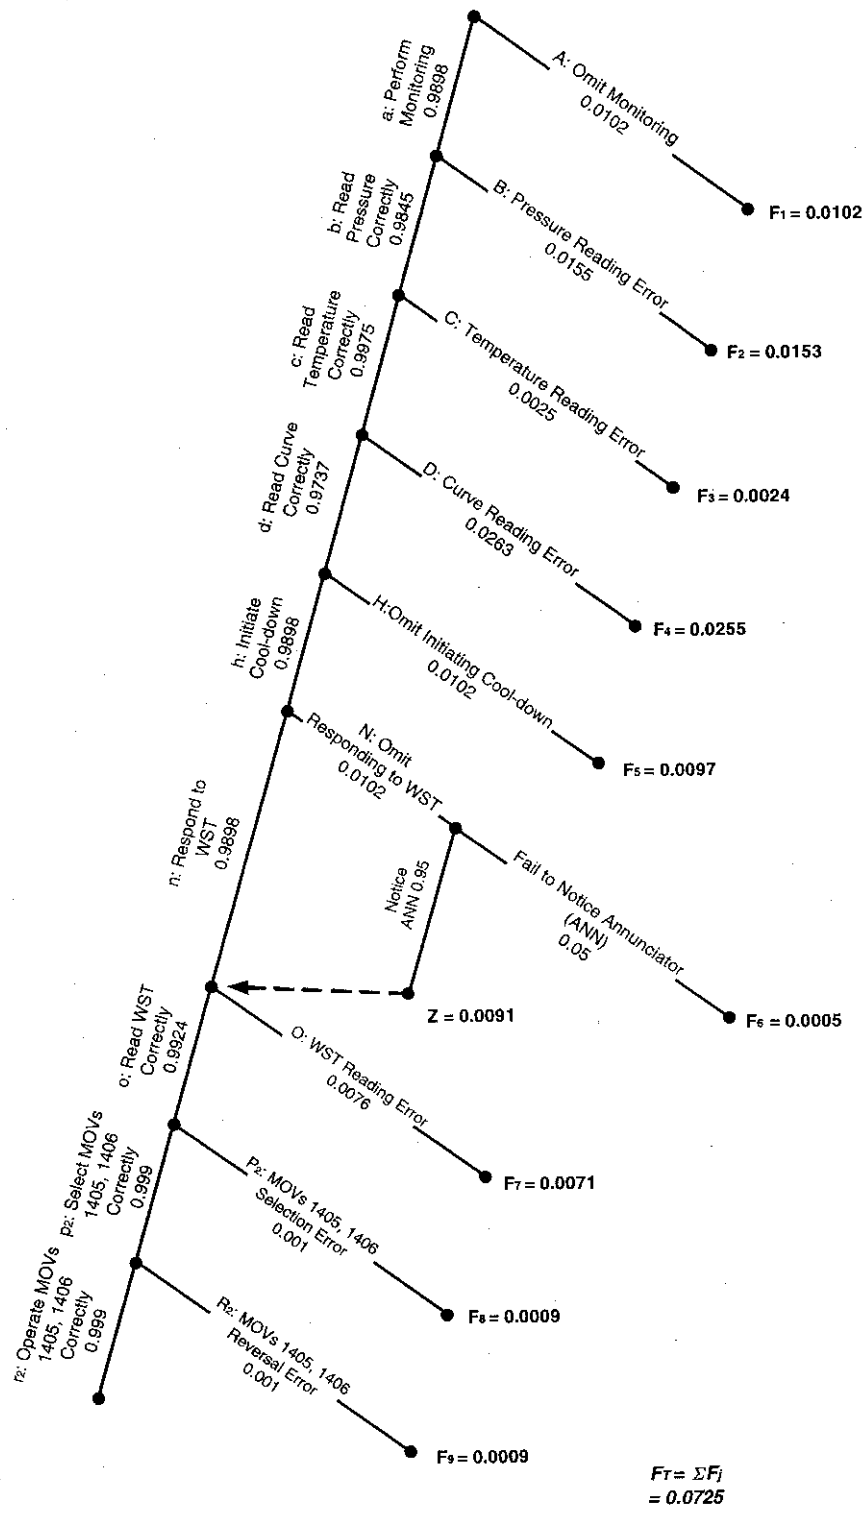 a: Perform
Monitoring
0.9898
A: Omit Monitoring
0.0102
F1 = 0.0102
b: Read
Pressure
Correctly
0.9845
B: Pressure Reading Error
0.0155
F2 = 0.0153
c: Read
Temperature
Correctly
0.9975
C: Temperature Reading Error
0.0025
F3 = 0.0024
d: Read Curve
Correctly
0.9737
D: Curve Reading Error
0.0263
F4 = 0.0255
h: Initiate
Cool-down
0.9898
H:Omit Initiating Cool-down
0.0102
F5 = 0.0097
n: Respond to
WST
0.9898
N: Omit
Responding to WST
0.0102
Notice
ANN 0.95
Fail to Notice Annunciator
(ANN)
0.05
Z = 0.0091
F6 = 0.0005
o: Read WST
Correctly
0.9924
O: WST Reading Error
0.0076
F7 = 0.0071
p2: Select MOVs
1405, 1406
Correctly
0.999
P2: MOVs 1405, 1406
Selection Error
0.001
F8 = 0.0009
r2: Operate MOVs
1405, 1406
Correctly
0.999
R2: MOVs 1405, 1406
Reversal Error
0.001
F9 = 0.0009
FT = ΣFj
= 0.0725